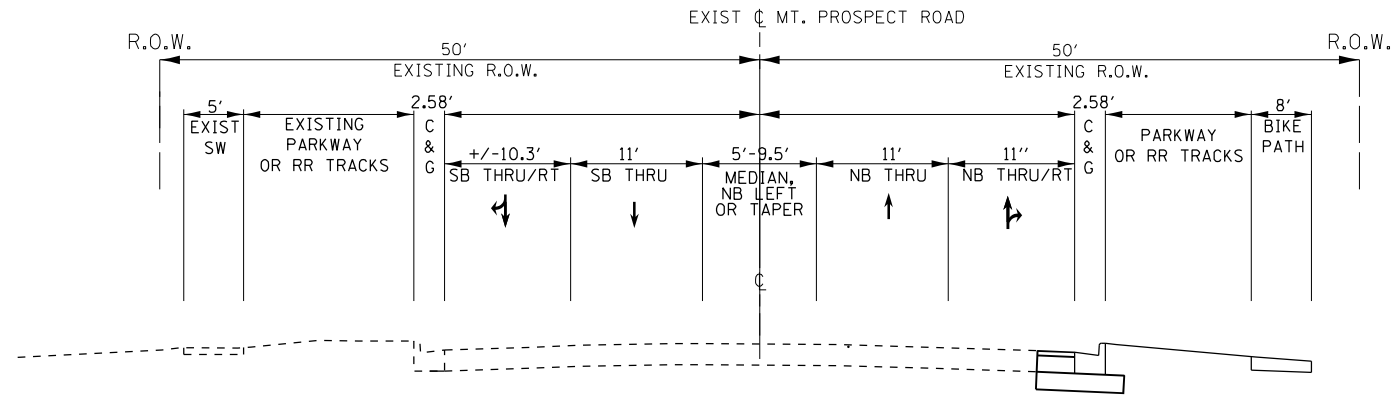 EXIST ℄ MT. PROSPECT ROAD
R.O.W.
R.O.W.
50'
50'
EXISTING R.O.W.
EXISTING R.O.W.
5'
EXIST
SW
EXISTING
PARKWAY
OR RR TRACKS
2.58'
C
&
G
+/-10.3'
SB THRU/RT
11'
SB THRU
5'-9.5'
MEDIAN,
NB LEFT
OR TAPER
11'
NB THRU
11''
NB THRU/RT
2.58'
C
&
G
PARKWAY
OR RR TRACKS
8'
BIKE
PATH
℄